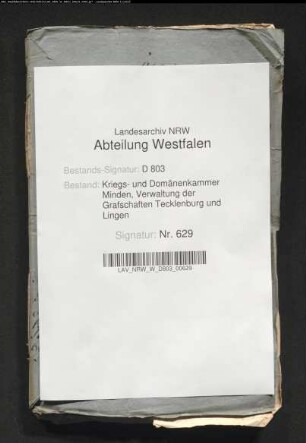 Landesarchiv NRW
Abteilung Westfalen
Bestands-Signatur: D 803
Bestand: Kriegs- und Domänenkammer
Minden, Verwaltung der
Grafschaften Tecklenburg und
Lingen
Signatur: Nr. 629
LAV_NRW_W_D803_00629